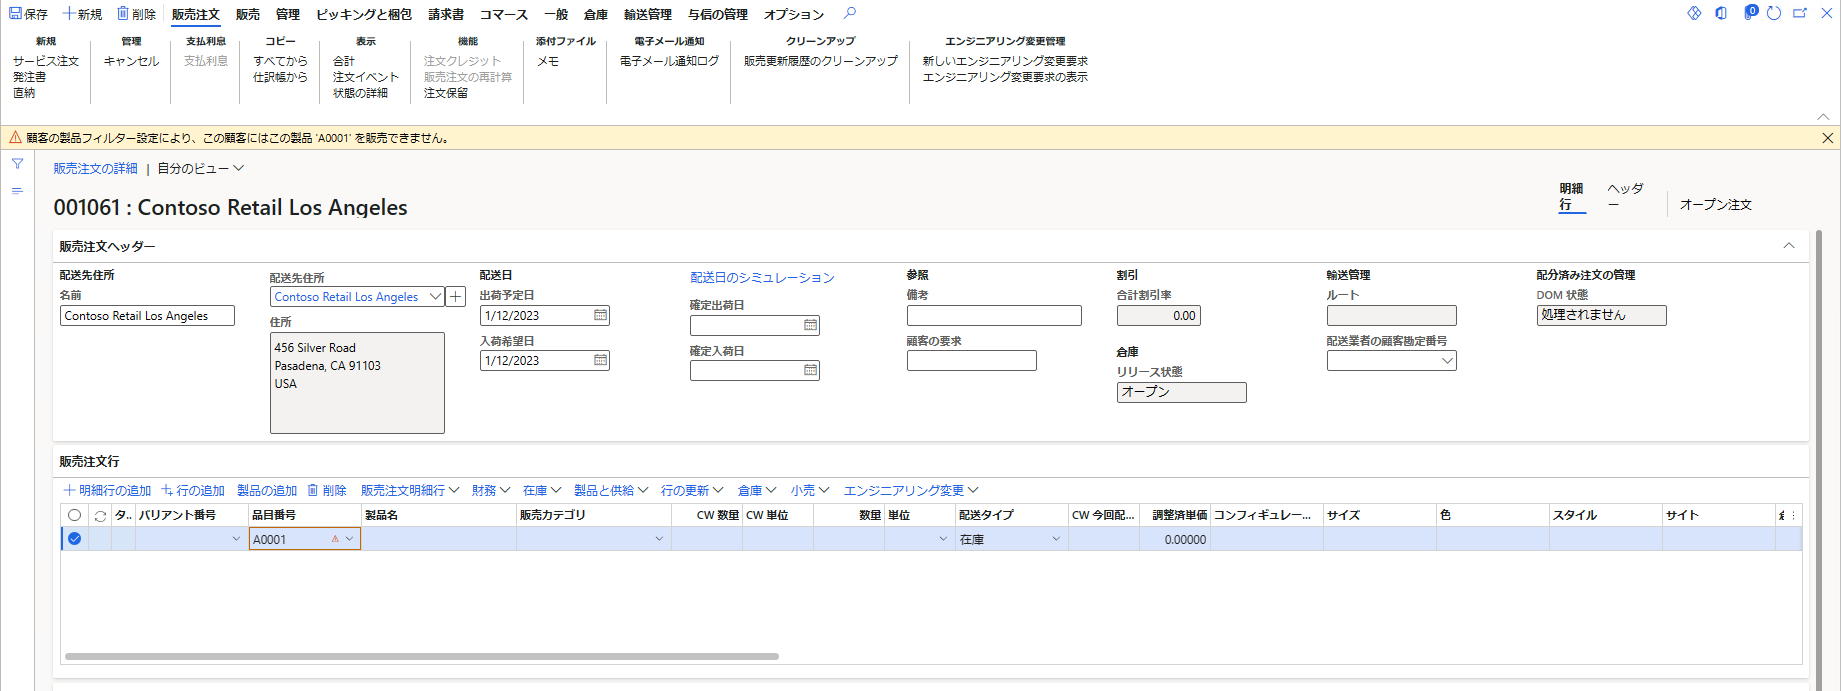 保存 新規 削除 販売注文 販売 管理 ピッキングと梱包 請求書 コマース 一般 倉庫 輸送管理 与信の管理 オプション
0
新規 管理 支払利息 コピー 表示 機能 添付ファイル 電子メール通知 クリーンアップ エンジニアリング変更管理
サービス注文 キャンセル 支払利息 すべてから 合計 注文クレジット メモ 電子メール通知ログ 販売更新履歴のクリーンアップ 新しいエンジニアリング変更要求
発注書 仕訳帳から 注文イベント 販売注文の再計算 エンジニアリング変更要求の表示
直納 状態の詳細 注文保留
顧客の製品フィルター設定により、この顧客にはこの製品 'A0001' を販売できません。
販売注文の詳細 | 自分のビュー
001061 : Contoso Retail Los Angeles
明細行 ヘッダー オープン注文
販売注文ヘッダー
配送先住所
名前
Contoso Retail Los Angeles
配送先住所
Contoso Retail Los Angeles
住所
456 Silver Road
Pasadena, CA 91103
USA
配送日
出荷予定日
1/12/2023
入荷希望日
1/12/2023
配送日のシミュレーション
確定出荷日
確定入荷日
参照
備考
顧客の要求
割引
合計割引率
0.00
倉庫
リリース状態
オープン
輸送管理
ルート
配送業者の顧客勘定番号
配分済み注文の管理
DOM 状態
処理されません
販売注文行
明細行の追加 行の追加 製品の追加 削除 販売注文明細行 財務 在庫 製品と供給 行の更新 倉庫 小売 エンジニアリング変更
タ.. バリアント番号 品目番号 製品名 販売カテゴリ CW 数量 CW 単位 数量 単位 配送タイプ CW 今回配... 調整済単価 コンフィギュレー... サイズ 色 スタイル サイト
A0001 在庫 0.00000